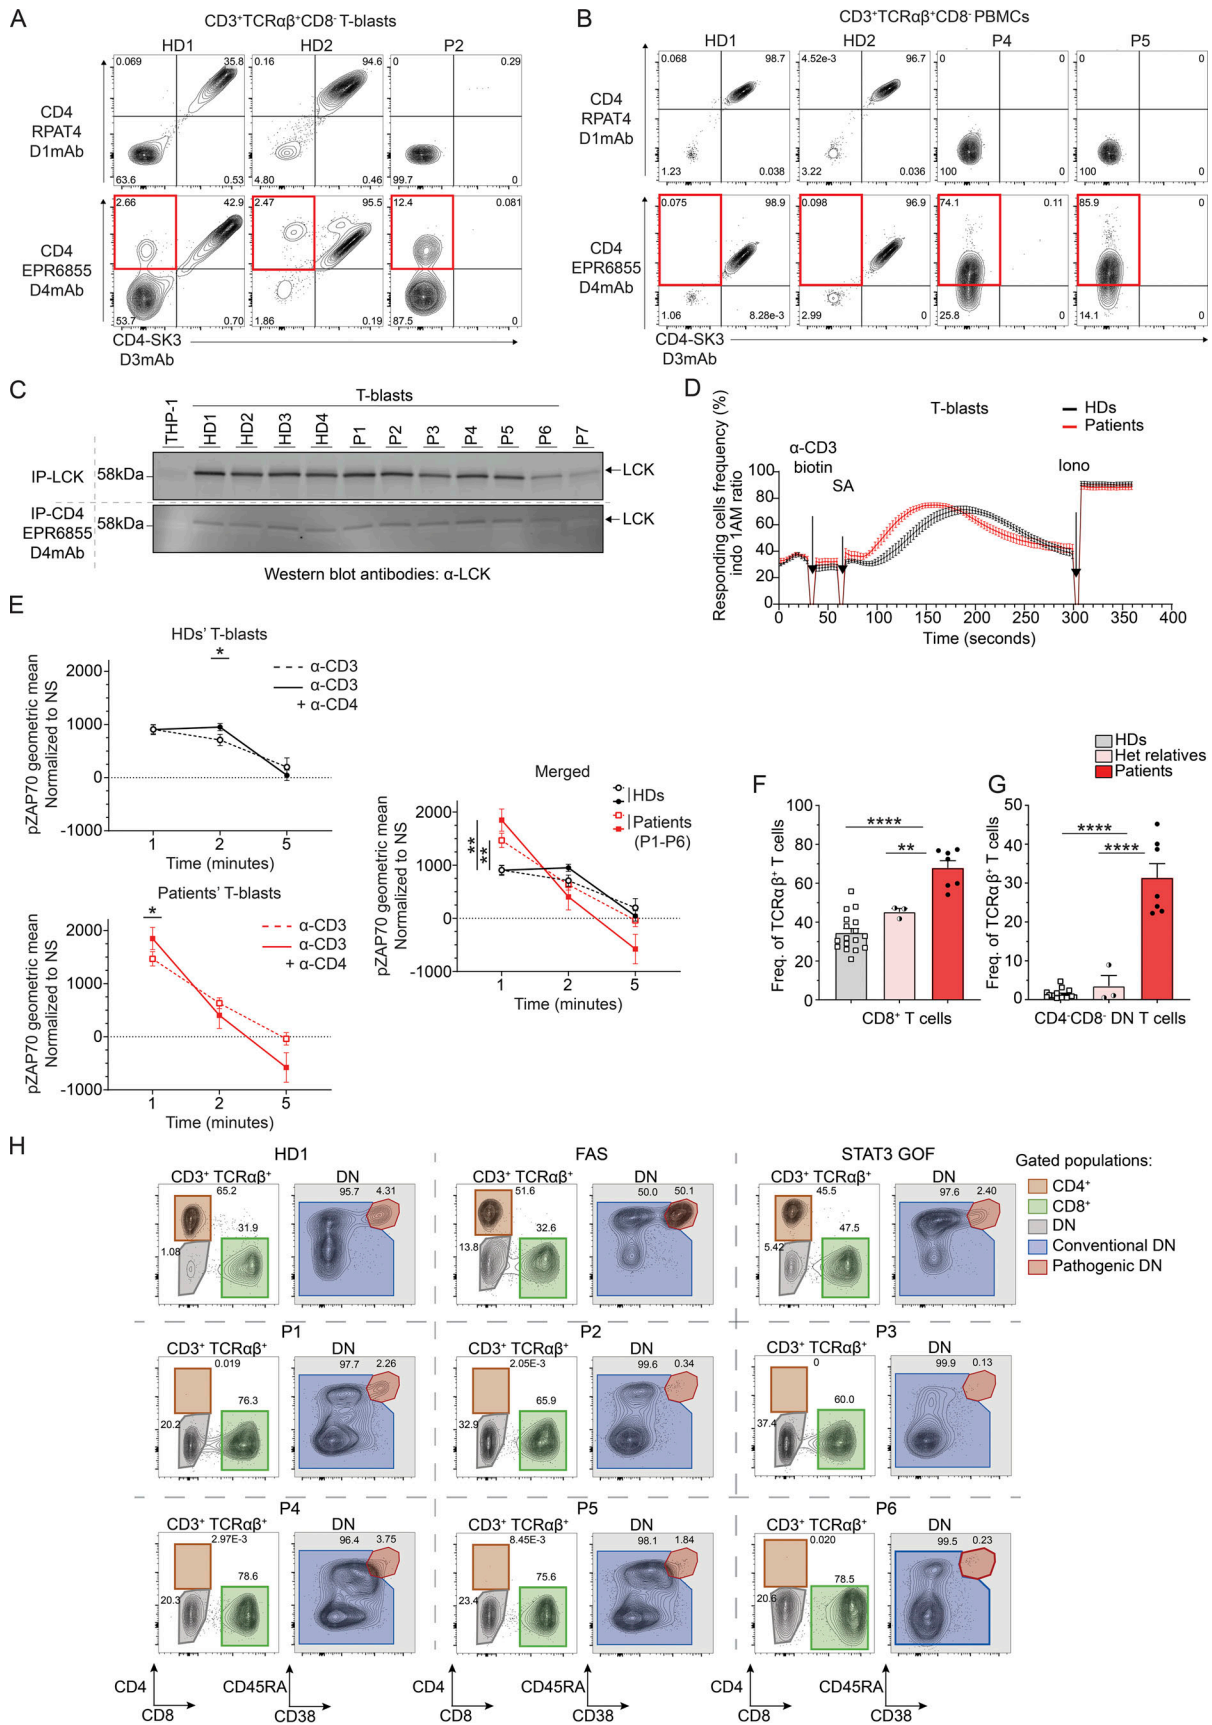 A
CD3⁺TCRαβ⁺CD8⁻ T-blasts
HD1 HD2 P2
0.069 35.8 0.16 94.6 0 0.29
CD4
RPAT4
D1mAb
63.6 0.53 4.80 0.46 99.7 0
2.66 42.9 2.47 95.5 12.4 0.081
CD4
EPR6855
D4mAb
53.7 0.70 1.86 0.19 87.5 0
CD4-SK3
D3mAb
B
CD3⁺TCRαβ⁺CD8⁻ PBMCs
HD1 HD2 P4 P5
0.068 98.7 4.52e-3 96.7 0 0 0 0
CD4
RPAT4
D1mAb
1.23 0.038 3.22 0.036 100 0 100 0
0.075 98.9 0.098 96.9 74.1 0.11 85.9 0
CD4
EPR6855
D4mAb
1.06 8.28e-3 2.99 0 25.8 0 14.1 0
CD4-SK3
D3mAb
C
T-blasts
THP-1 HD1 HD2 HD3 HD4 P1 P2 P3 P4 P5 P6 P7
IP-LCK 58kDa LCK
IP-CD4
EPR6855
D4mAb
58kDa LCK
Western blot antibodies: α-LCK
D
T-blasts
HDs
Patients
Responding cells frequency (%)
indo 1AM ratio
α-CD3
biotin
SA
Iono
100
80
60
40
20
0
0 50 100 150 200 250 300 400
Time (seconds)
E
HDs' T-blasts
*
α-CD3
α-CD3
+ α-CD4
pZAP70 geometric mean
Normalized to NS
2000
1000
0
-1000
1 2 5
Time (minutes)
Patients' T-blasts
*
α-CD3
α-CD3
+ α-CD4
pZAP70 geometric mean
Normalized to NS
2000
1000
0
-1000
1 2 5
Time (minutes)
Merged
HDs
Patients
(P1-P6)
**
**
pZAP70 geometric mean
Normalized to NS
2000
1000
0
-1000
1 2 5
Time (minutes)
HDs
Het relatives
Patients
F
Freq. of TCRαβ⁺ T cells
100
80
60
40
20
0
****
**
CD8⁺ T cells
G
Freq. of TCRαβ⁺ T cells
50
40
30
20
10
0
****
****
CD4⁻CD8⁻ DN T cells
H
HD1 FAS STAT3 GOF
CD3⁺ TCRαβ⁺ DN CD3⁺ TCRαβ⁺ DN CD3⁺ TCRαβ⁺ DN
65.2 95.7 4.31 51.6 50.0 50.1 45.5 97.6 2.40
31.9 32.6 47.5
1.08 13.8 5.42
Gated populations:
CD4⁺
CD8⁺
DN
Conventional DN
Pathogenic DN
P1 P2 P3
CD3⁺ TCRαβ⁺ DN CD3⁺ TCRαβ⁺ DN CD3⁺ TCRαβ⁺ DN
0.019 97.7 2.26 2.05E-3 99.6 0.34 0 99.9 0.13
76.3 65.9 60.0
20.2 32.9 37.4
P4 P5 P6
CD3⁺ TCRαβ⁺ DN CD3⁺ TCRαβ⁺ DN CD3⁺ TCRαβ⁺ DN
2.97E-3 96.4 3.75 8.45E-3 98.1 1.84 0.020 99.5 0.23
78.6 75.6 78.5
20.3 23.4 20.6
CD4 CD45RA CD4 CD45RA CD4 CD45RA
CD8 CD38 CD8 CD38 CD8 CD38